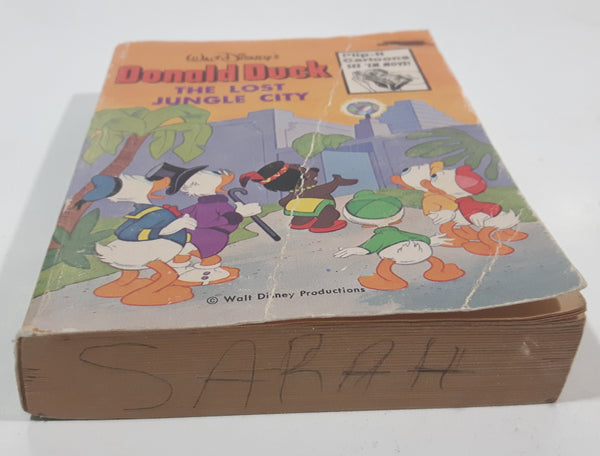 Walt Disney's
Donald Duck
THE LOST
JUNGLE CITY
Flip-It
Cartoons
SEE 'EM MOVE!
© Walt Disney Productions
SARAH